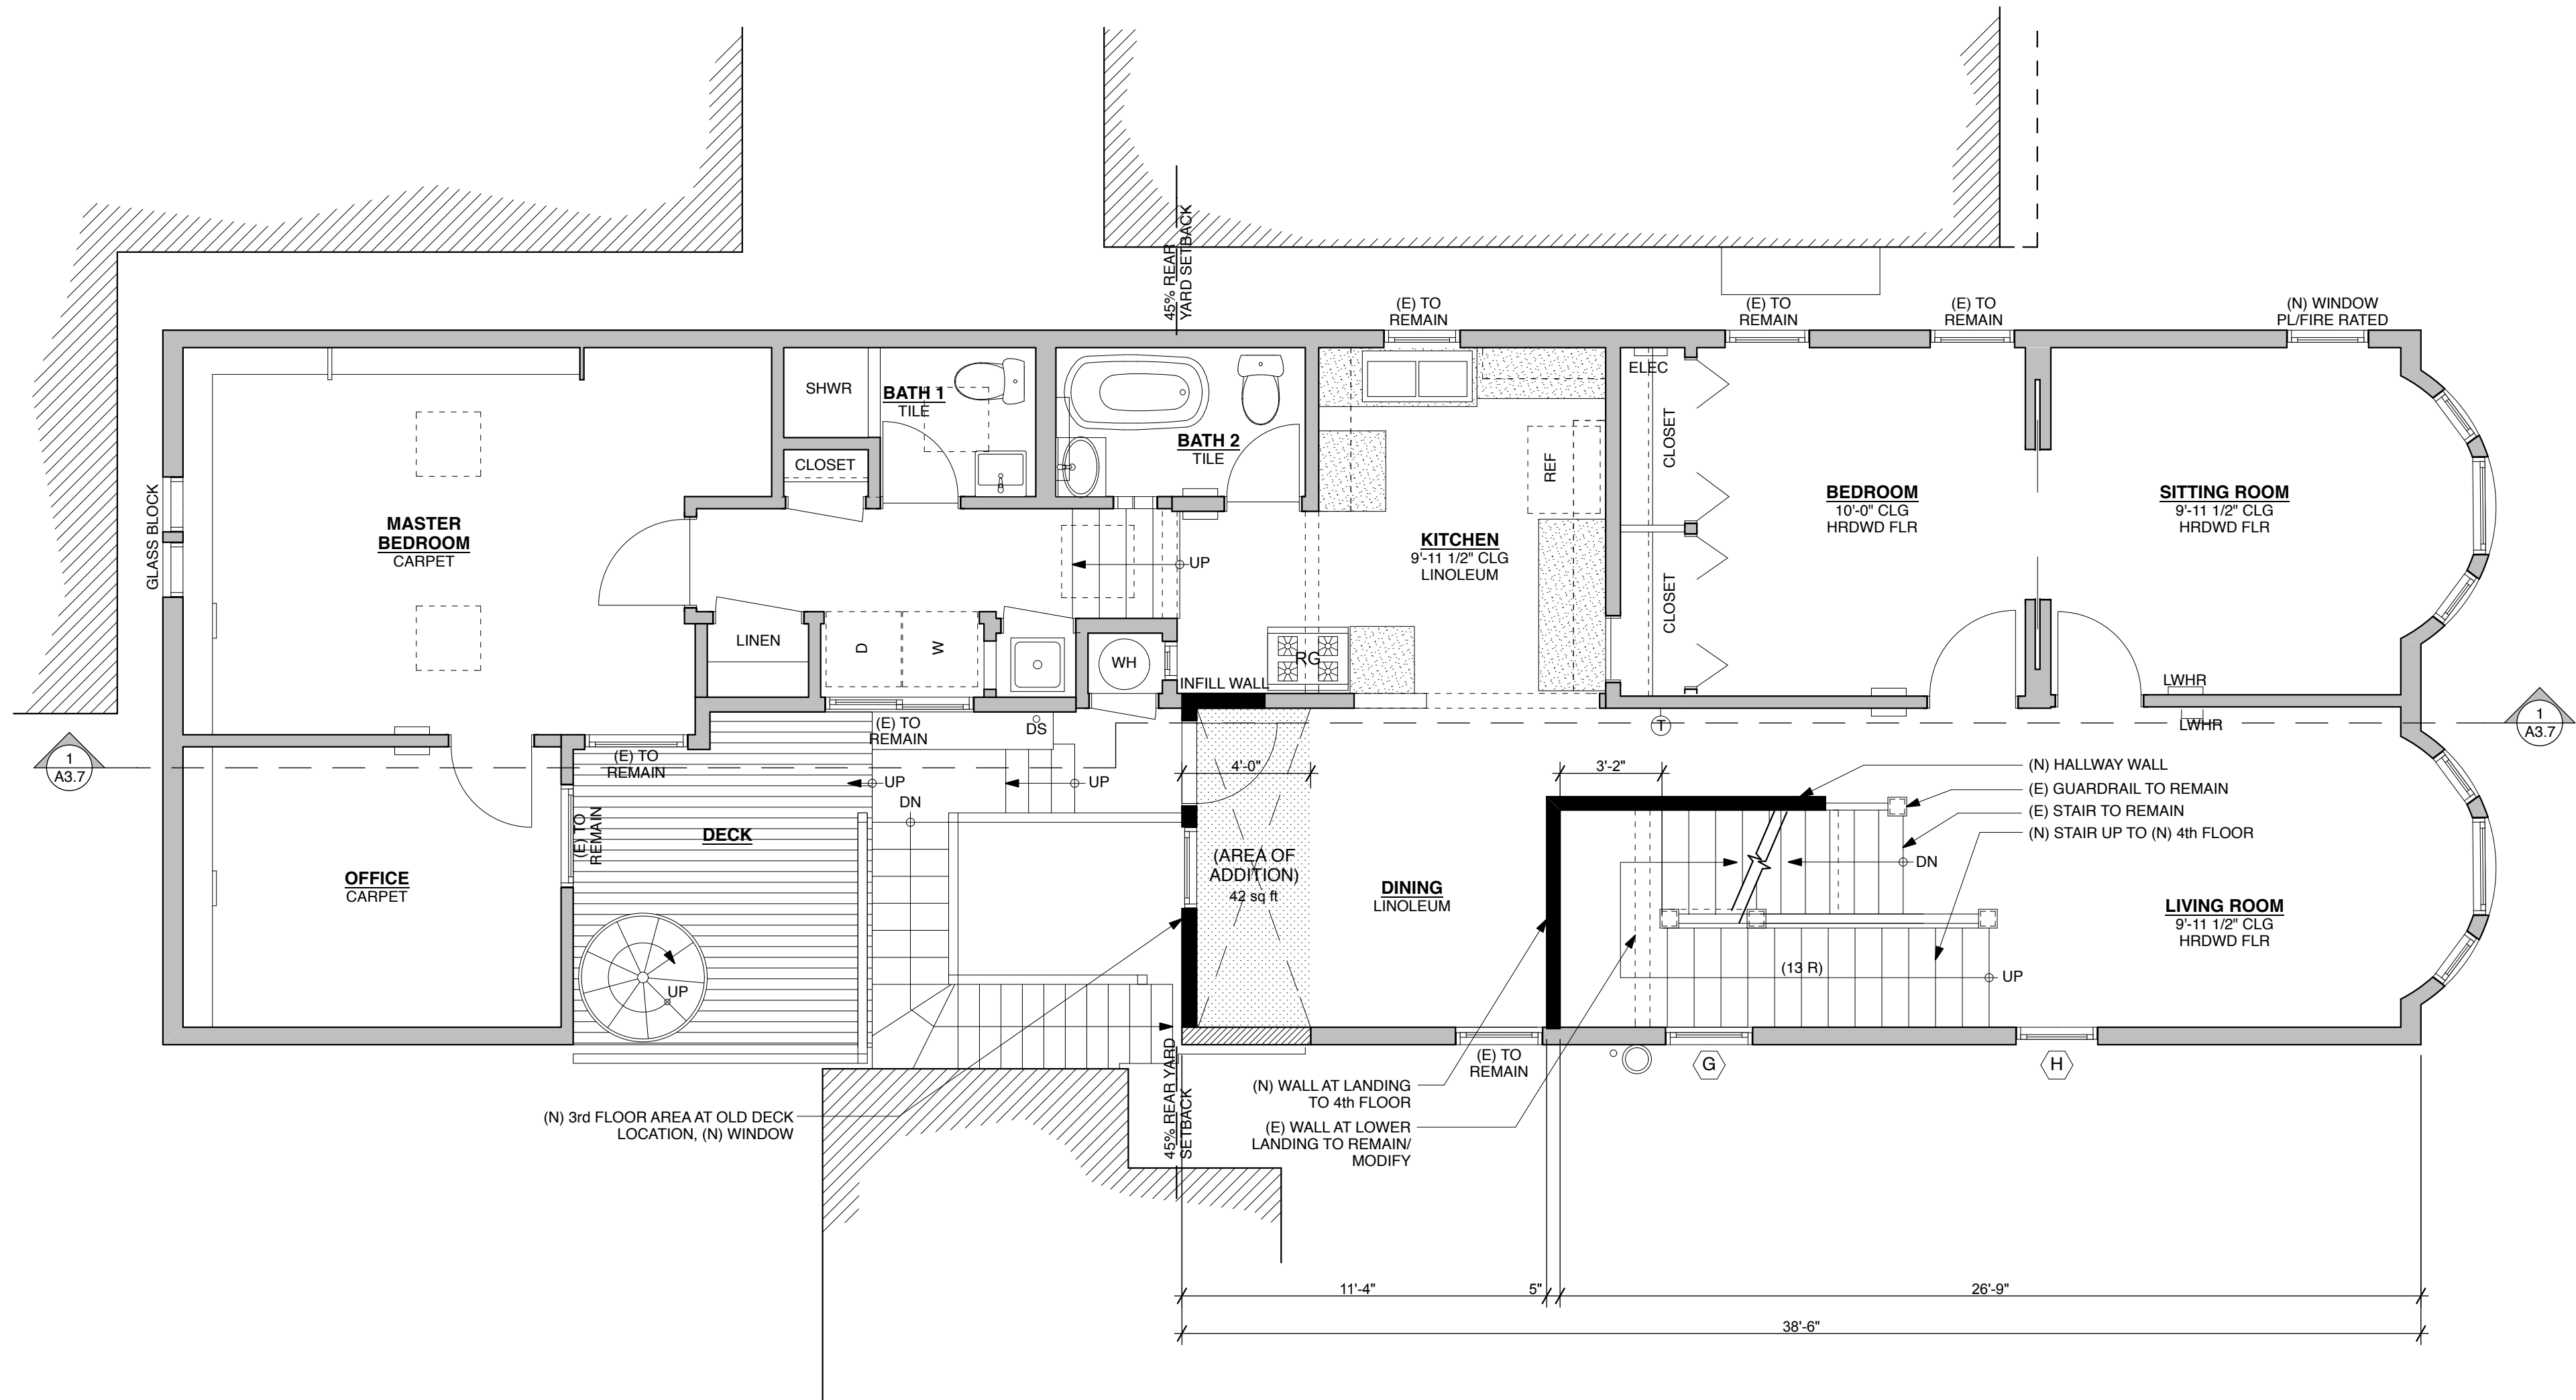 45% REAR
YARD SETBACK
(E) TO
REMAIN
(E) TO
REMAIN
(E) TO
REMAIN
(N) WINDOW
PL/FIRE RATED
SHWR
BATH 1
TILE
CLOSET
BATH 2
TILE
ELEC
CLOSET
REF
BEDROOM
10'-0" CLG
HRDWD FLR
SITTING ROOM
9'-11 1/2" CLG
HRDWD FLR
GLASS BLOCK
MASTER
BEDROOM
CARPET
KITCHEN
9'-11 1/2" CLG
LINOLEUM
UP
CLOSET
LINEN
D
W
WH
RG
INFILL WALL
LWHR
LWHR
T
DS
(E) TO
REMAIN
(E) TO
REMAIN
1
A3.7
1
A3.7
UP
UP
DN
4'-0"
3'-2"
(N) HALLWAY WALL
(E) GUARDRAIL TO REMAIN
(E) STAIR TO REMAIN
(N) STAIR UP TO (N) 4th FLOOR
(E) TO
REMAIN
DECK
(AREA OF
ADDITION)
42 sq ft
DN
OFFICE
CARPET
DINING
LINOLEUM
LIVING ROOM
9'-11 1/2" CLG
HRDWD FLR
(13 R)
UP
UP
(E) TO
REMAIN
G
H
45% REAR YARD
SETBACK
(N) WALL AT LANDING
TO 4th FLOOR
(N) 3rd FLOOR AREA AT OLD DECK
LOCATION, (N) WINDOW
(E) WALL AT LOWER
LANDING TO REMAIN/
MODIFY
11'-4"
5"
26'-9"
38'-6"